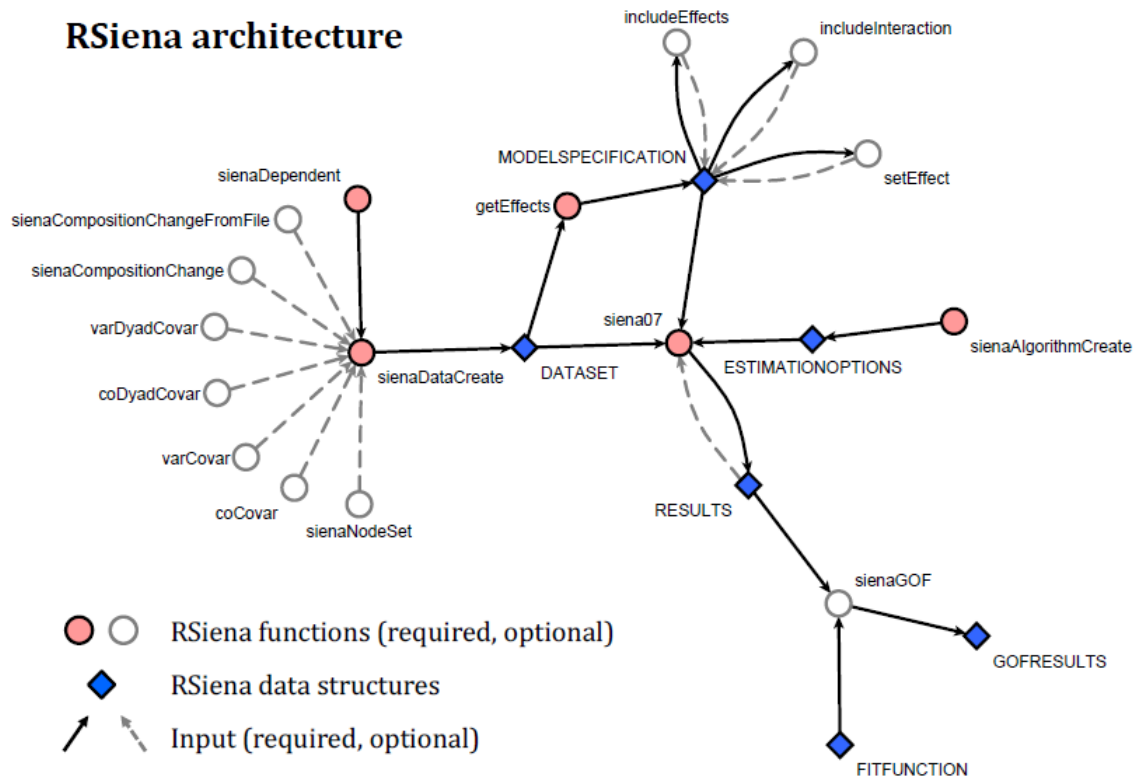 RSiena architecture
includeEffects
includeInteraction
MODELSPECIFICATION
setEffect
sienaDependent
getEffects
sienaCompositionChangeFromFile
sienaCompositionChange
varDyadCovar
siena07
sienaAlgorithmCreate
sienaDataCreate
DATASET
ESTIMATIONOPTIONS
coDyadCovar
varCovar
coCovar
sienaNodeSet
RESULTS
sienaGOF
RSiena functions (required, optional)
GOFRESULTS
RSiena data structures
Input (required, optional)
FITFUNCTION